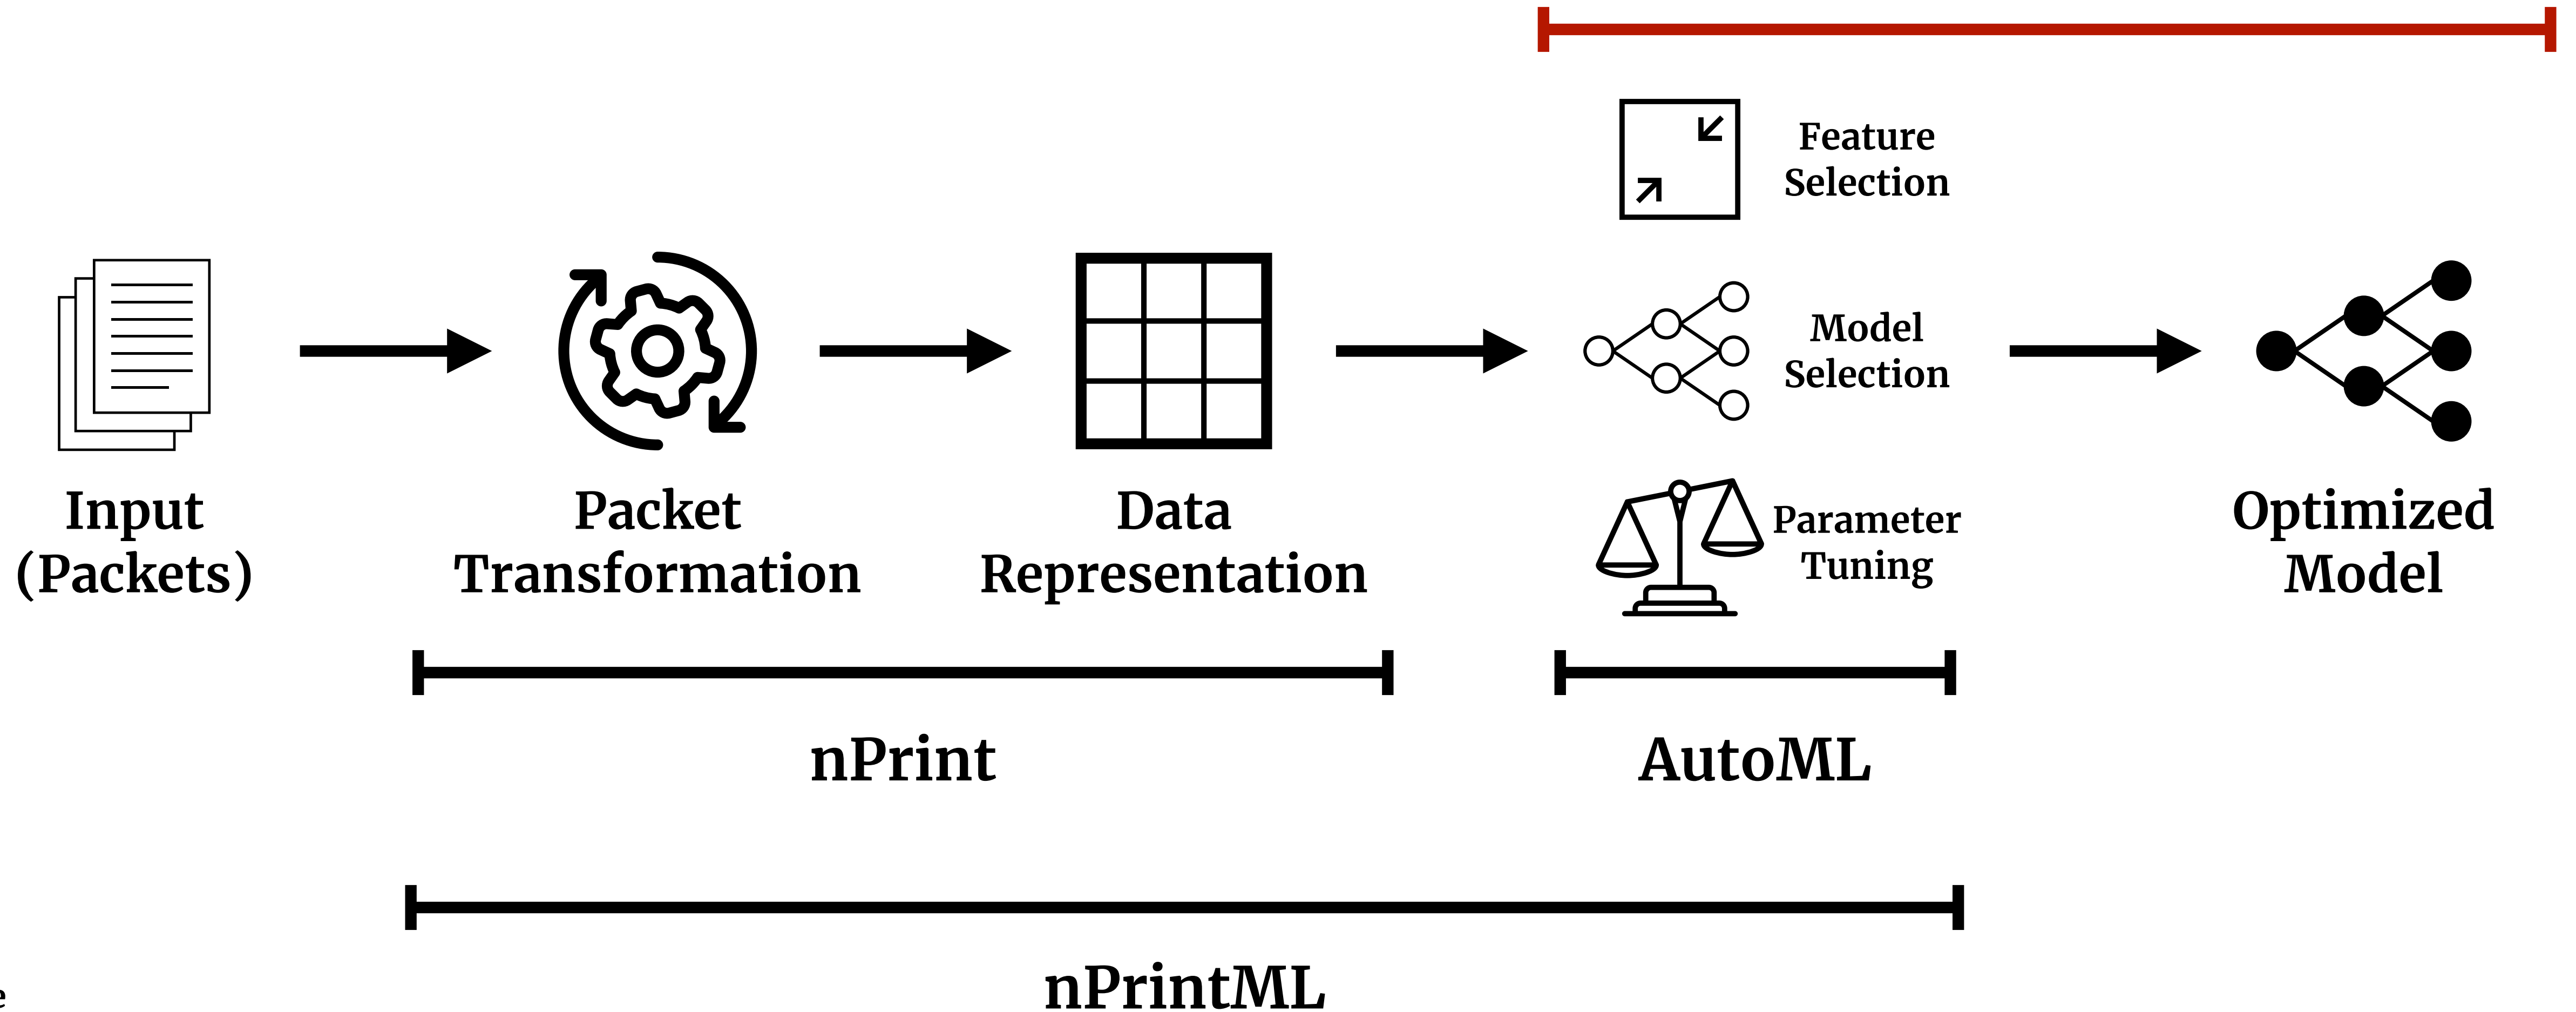 Feature
Selection
Model
Selection
Parameter
Tuning
Input
(Packets)
Packet
Transformation
Data
Representation
Optimized
Model
nPrint
AutoML
nPrintML
e